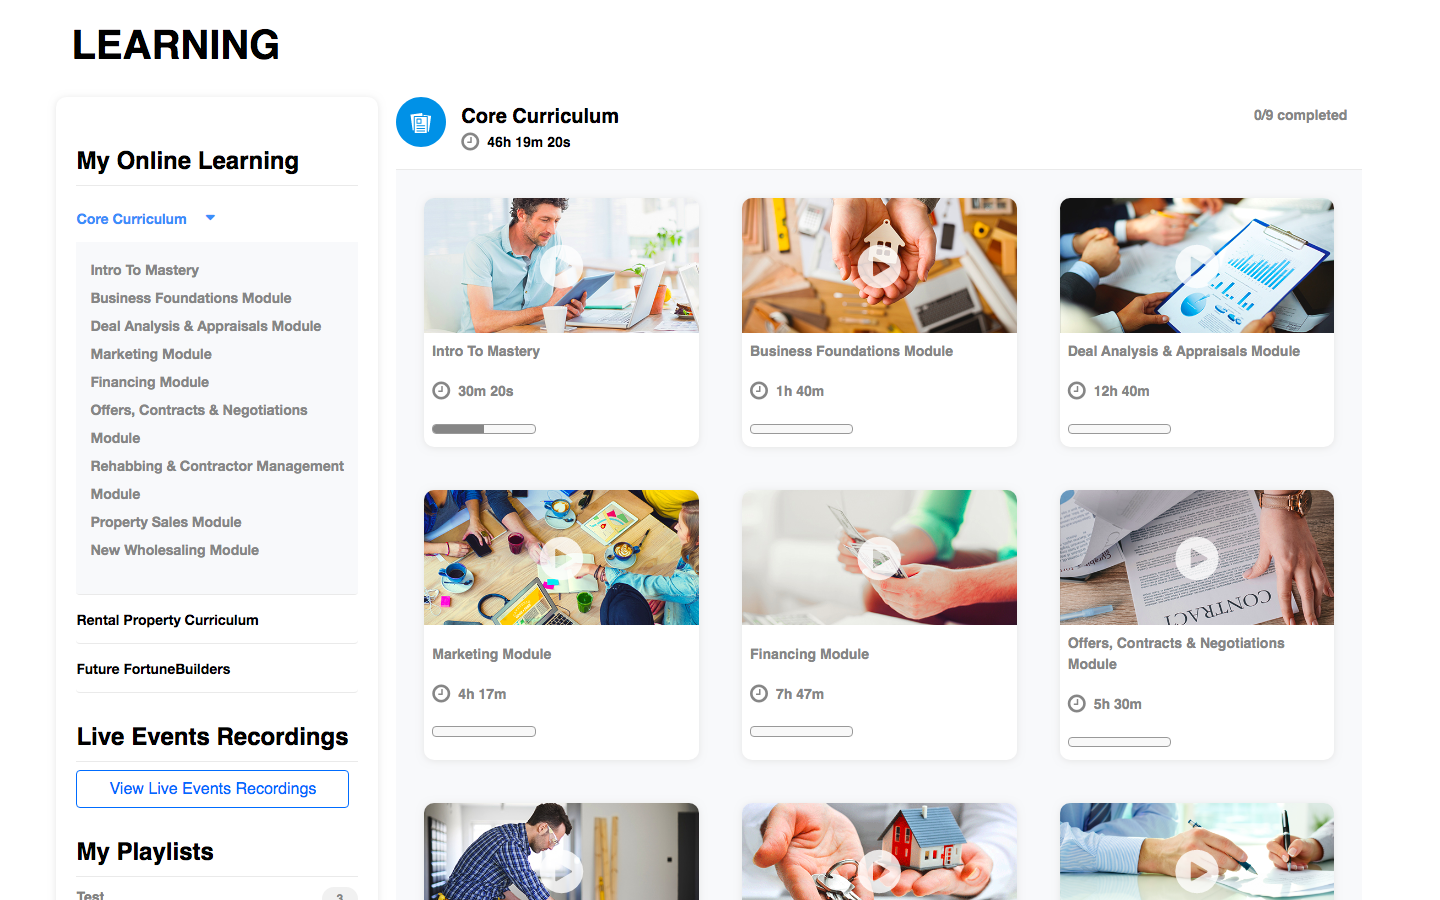 LEARNING
My Online Learning
Core Curriculum
Intro To Mastery
Business Foundations Module
Deal Analysis & Appraisals Module
Marketing Module
Financing Module
Offers, Contracts & Negotiations
Module
Rehabbing & Contractor Management
Module
Property Sales Module
New Wholesaling Module
Rental Property Curriculum
Future FortuneBuilders
Live Events Recordings
View Live Events Recordings
My Playlists
Test
3
Core Curriculum
46h 19m 20s
0/9 completed
Intro To Mastery
30m 20s
Business Foundations Module
1h 40m
Deal Analysis & Appraisals Module
12h 40m
Marketing Module
4h 17m
Financing Module
7h 47m
CONTRACT
Offers, Contracts & Negotiations
Module
5h 30m